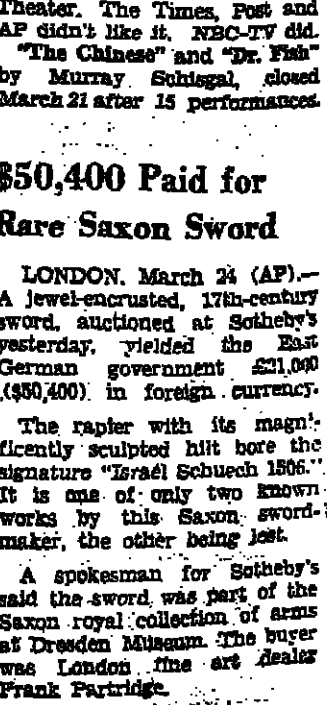 Theater. The Times, Post and
AP didn't like it. NBC-TV did.
"The Chinese" and "Dr. Fish"
by Murray Schisgal, closed
March 21 after 15 performances.
$50,400 Paid for
Rare Saxon Sword
LONDON, March 24 (AP).—
A jewel-encrusted, 17th-century
sword, auctioned at Sotheby's
yesterday, yielded the East
German government £21,000
($50,400) in foreign currency.
The rapier with its magni-
ficently sculpted hilt bore the
signature "Israel Schuech 1606."
It is one of only two known
works by this Saxon sword-
maker, the other being lost.
A spokesman for Sotheby's
said the sword was part of the
Saxon royal collection of arms
at Dresden Museum. The buyer
was London fine art dealer
Frank Partridge.